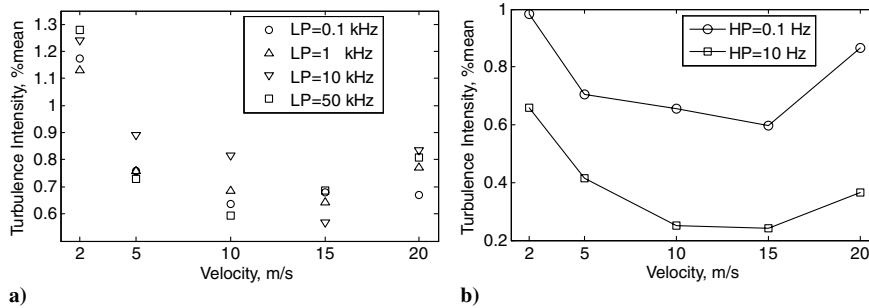 1.3
1.2
1.1
1
0.9
0.8
0.7
0.6
Turbulence Intensity, %mean
LP=0.1 kHz
LP=1 kHz
LP=10 kHz
LP=50 kHz
2 5 10 15 20
Velocity, m/s
a)
1
0.8
0.6
0.4
0.2
Turbulence Intensity, %mean
HP=0.1 Hz
HP=10 Hz
2 5 10 15 20
Velocity, m/s
b)